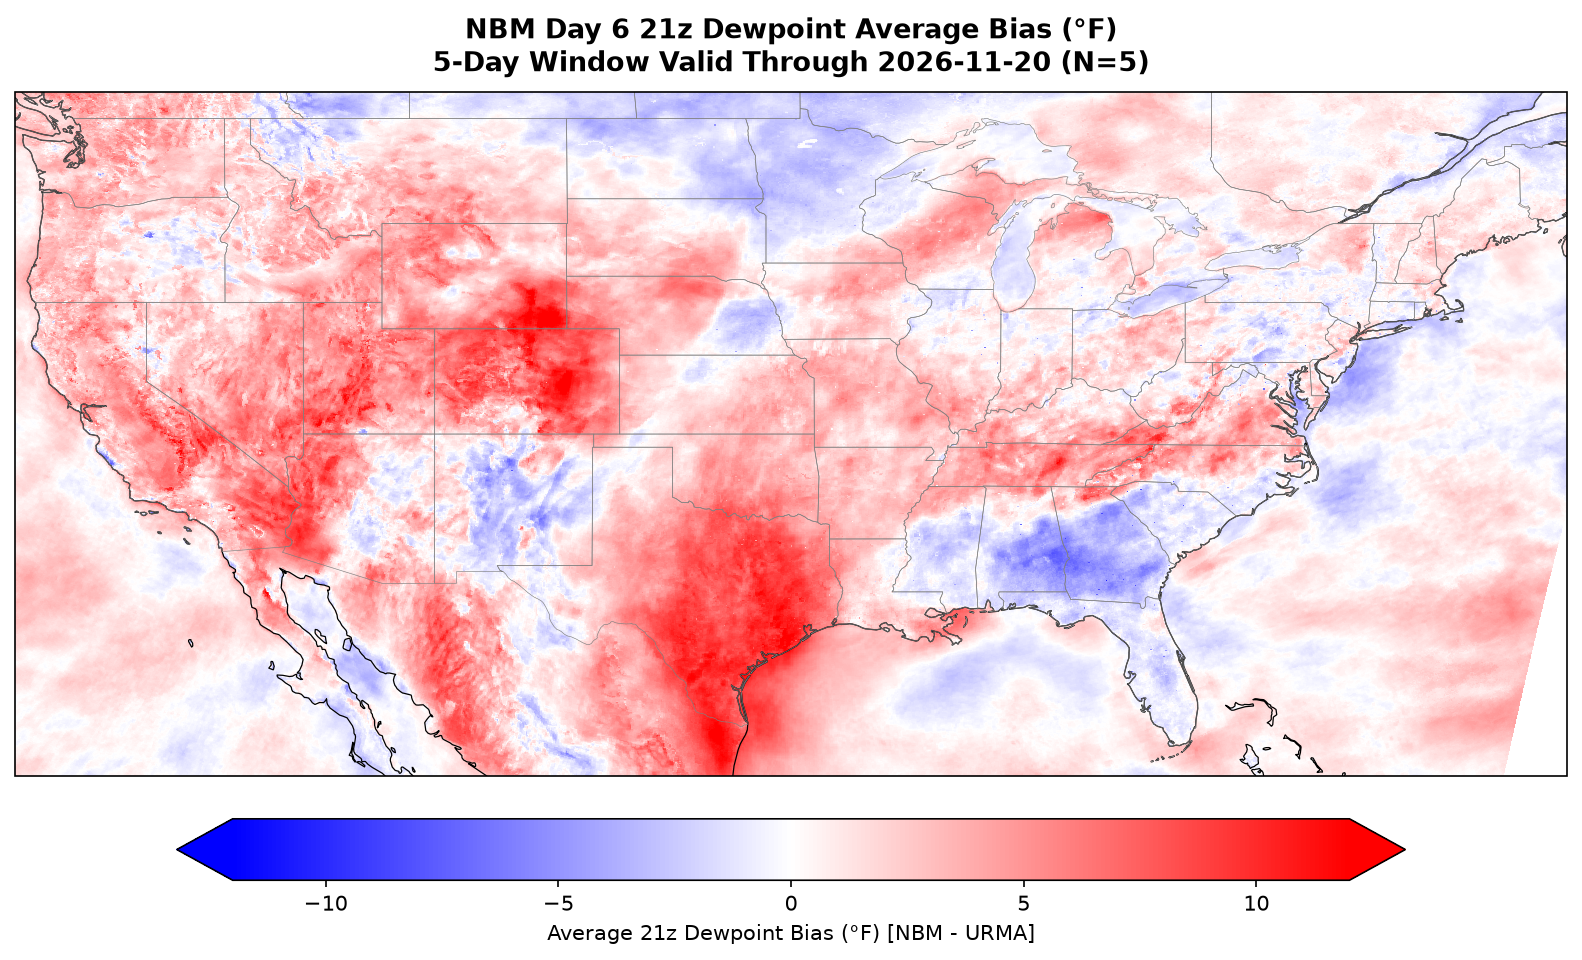 NBM Day 6 21z Dewpoint Average Bias (°F)
5-Day Window Valid Through 2026-11-20 (N=5)
−10 −5 0 5 10
Average 21z Dewpoint Bias (°F) [NBM - URMA]